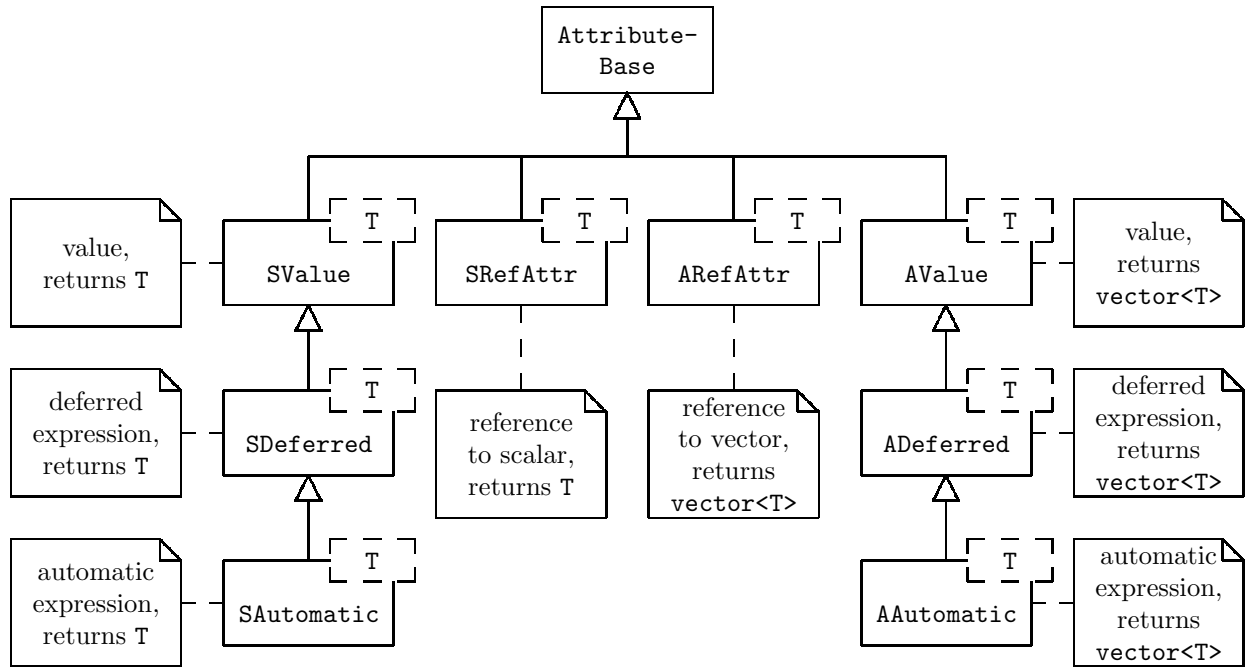 Attribute-
Base
T
T
T
T
value,
returns T
SValue
SRefAttr
ARefAttr
AValue
value,
returns
vector<T>
T
T
deferred
expression,
returns T
SDeferred
reference
to scalar,
returns T
reference
to vector,
returns
vector<T>
ADeferred
deferred
expression,
returns
vector<T>
T
T
automatic
expression,
returns T
SAutomatic
AAutomatic
automatic
expression,
returns
vector<T>